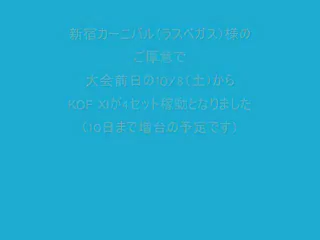 新宿カーニバル(ラスベガス)様の
ご厚意で
大会前日の10/8(土)から
KOF XIが4セット稼動となりました
(10日まで増台の予定です)